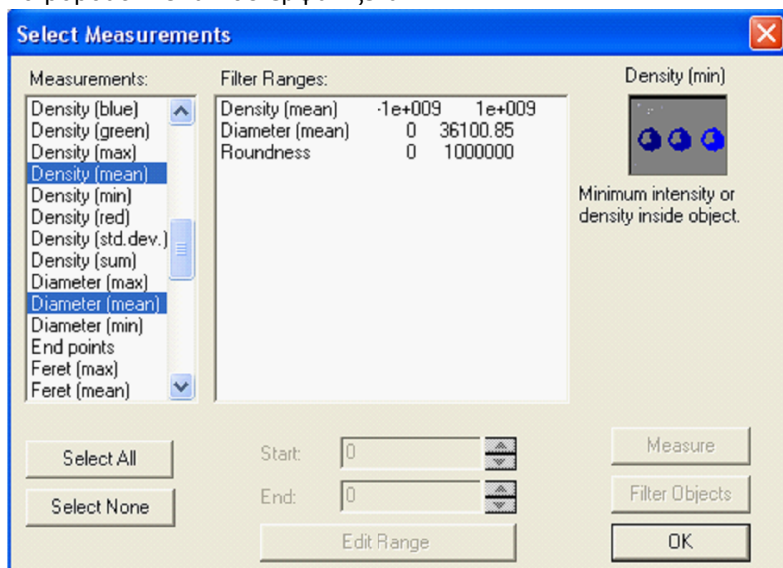 Select Measurements
Measurements:
Density (blue)
Density (green)
Density (max)
Density (mean)
Density (min)
Density (red)
Density (std.dev.)
Density (sum)
Diameter (max)
Diameter (mean)
Diameter (min)
End points
Feret (max)
Feret (mean)
Select All
Select None
Filter Ranges:
Density (mean) -1e+009 1e+009
Diameter (mean) 0 36100.85
Roundness 0 1000000
Start: 0
End: 0
Edit Range
Density (min)
Minimum intensity or
density inside object.
Measure
Filter Objects
OK